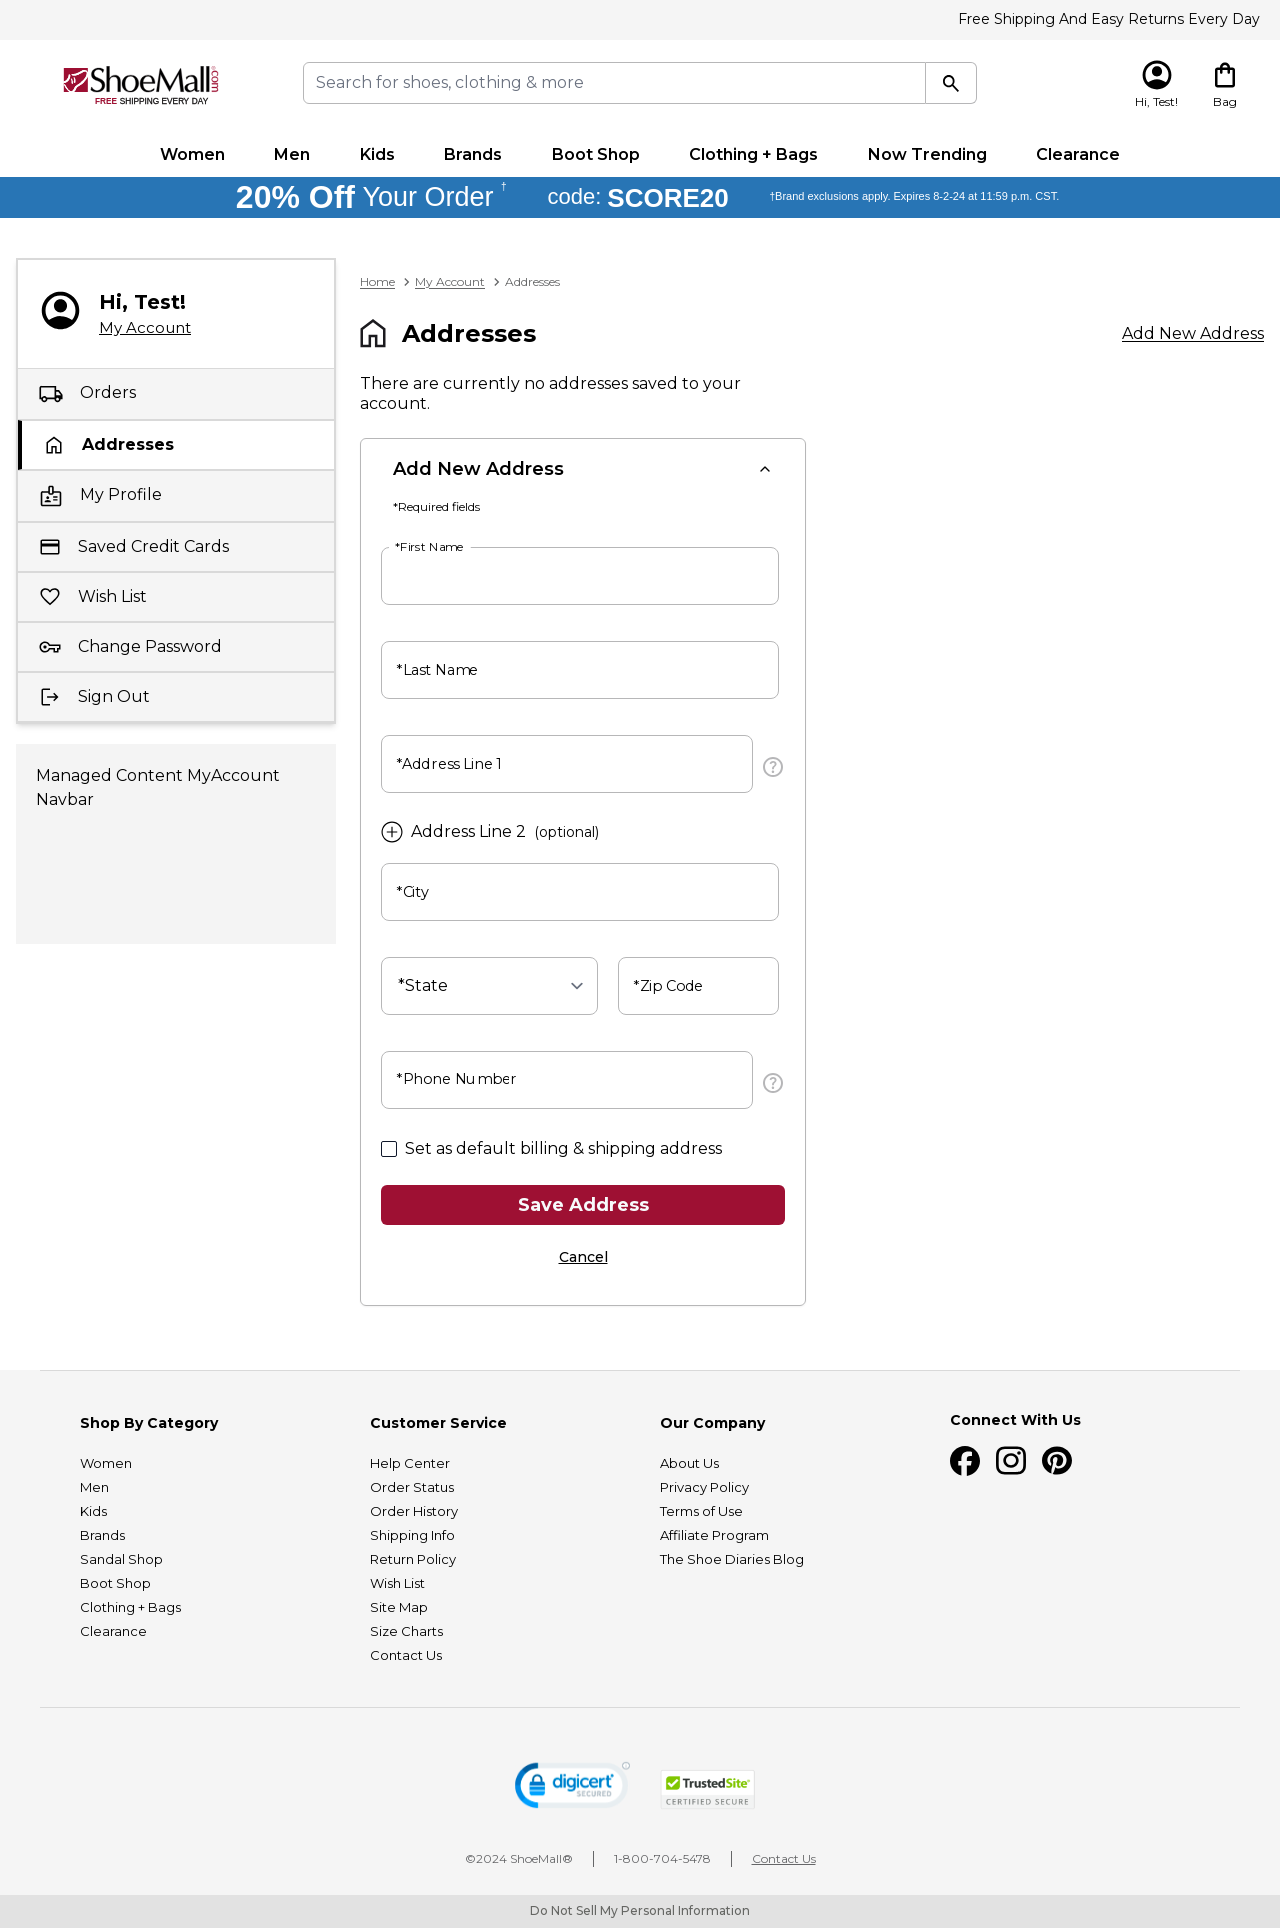 Free Shipping And Easy Returns Every Day
ShoeMall.com®
FREE SHIPPING EVERY DAY
Search for shoes, clothing & more
Hi, Test!
Bag
Women Men Kids Brands Boot Shop Clothing + Bags Now Trending Clearance
20% Off Your Order † code: SCORE20 †Brand exclusions apply. Expires 8-2-24 at 11:59 p.m. CST.
Hi, Test!
My Account
Orders
Addresses
My Profile
Saved Credit Cards
Wish List
Change Password
Sign Out
Managed Content MyAccount
Navbar
Home My Account Addresses
Addresses
Add New Address
There are currently no addresses saved to your
account.
Add New Address
*Required fields
*First Name
*Last Name
*Address Line 1
Address Line 2 (optional)
*City
*State
*Zip Code
*Phone Number
Set as default billing & shipping address
Save Address
Cancel
Shop By Category
Women
Men
Kids
Brands
Sandal Shop
Boot Shop
Clothing + Bags
Clearance
Customer Service
Help Center
Order Status
Order History
Shipping Info
Return Policy
Wish List
Site Map
Size Charts
Contact Us
Our Company
About Us
Privacy Policy
Terms of Use
Affiliate Program
The Shoe Diaries Blog
Connect With Us
digicert
SECURED
TrustedSite
CERTIFIED SECURE
©2024 ShoeMall®
1-800-704-5478
Contact Us
Do Not Sell My Personal Information